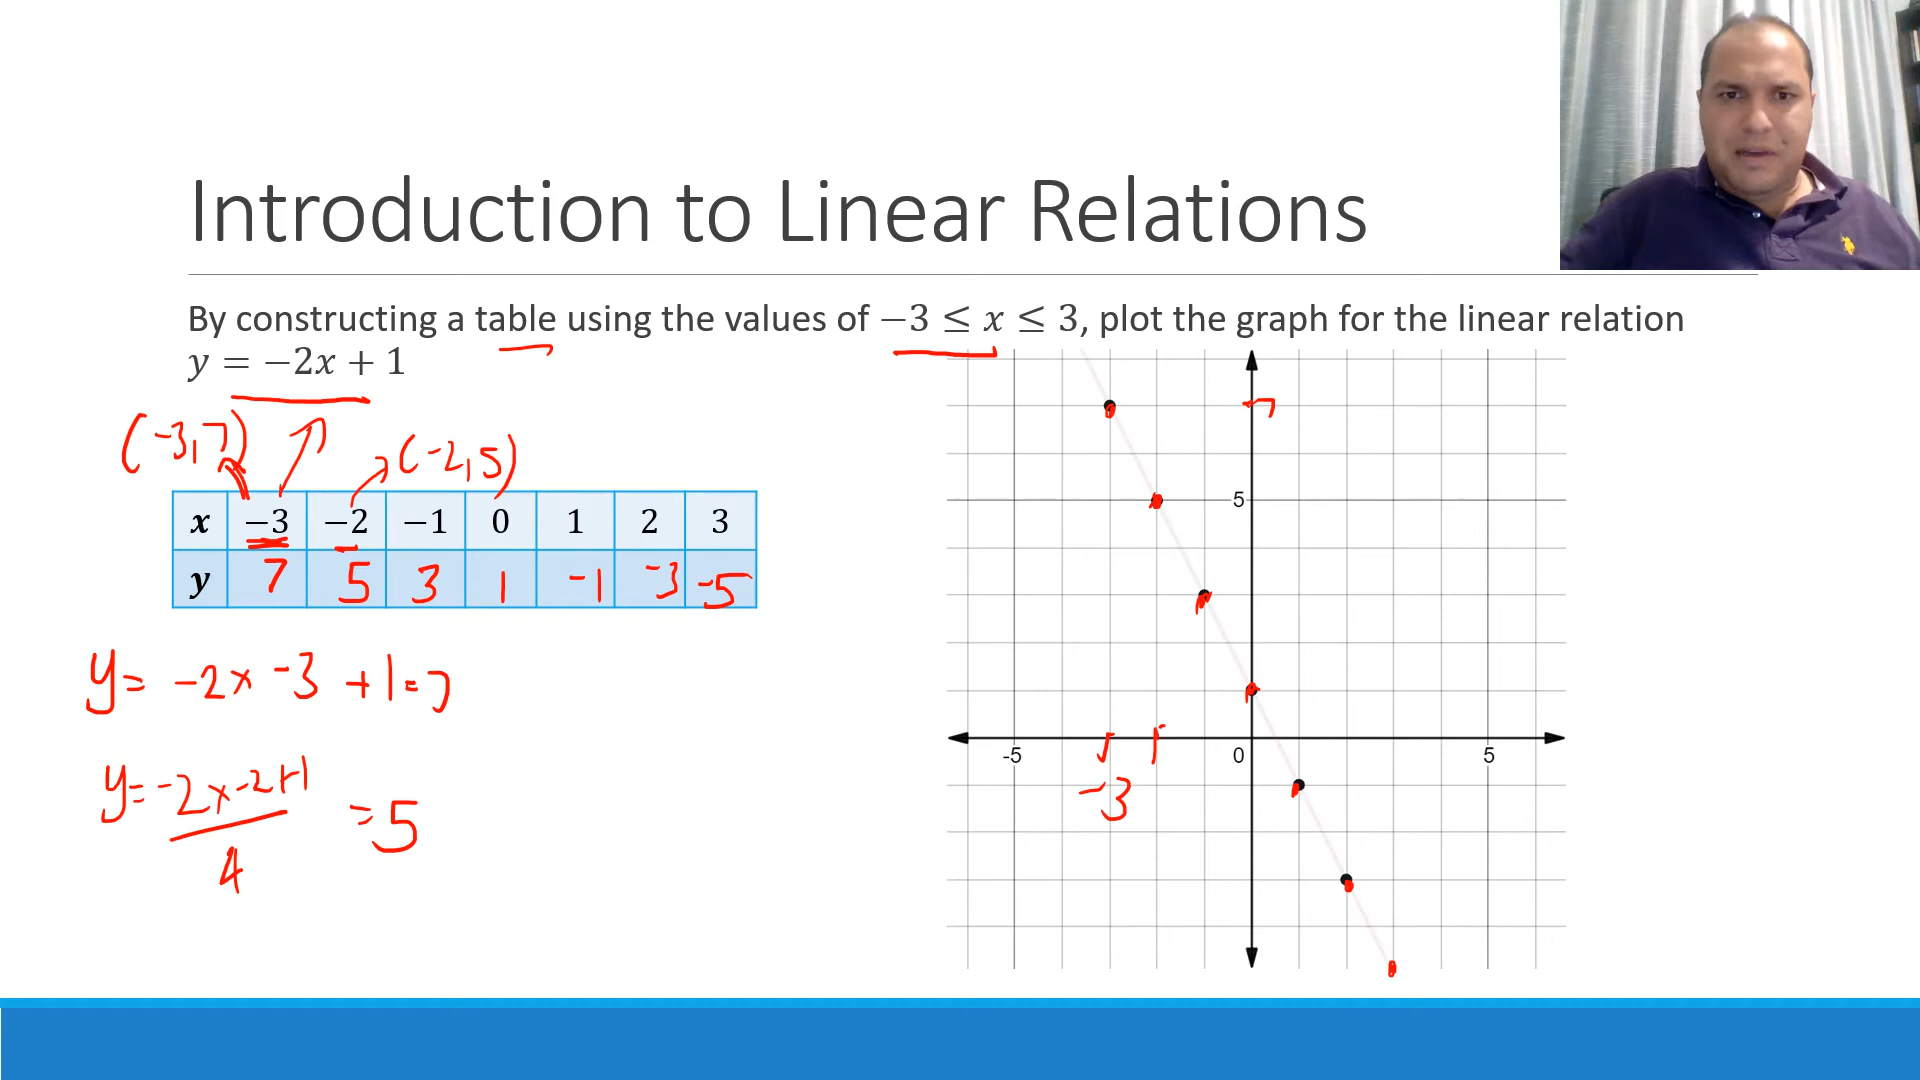 Introduction to Linear Relations
By constructing a table using the values of −3 ≤ x ≤ 3, plot the graph for the linear relation
y = −2x + 1
(-3,7)
(-2,5)
x −3 −2 −1 0 1 2 3
y 7 5 3 1 -1 -3 -5
y= -2x -3 +1=7
y= -2x-2+1 =5
4
7
5
-5 0 5
-3